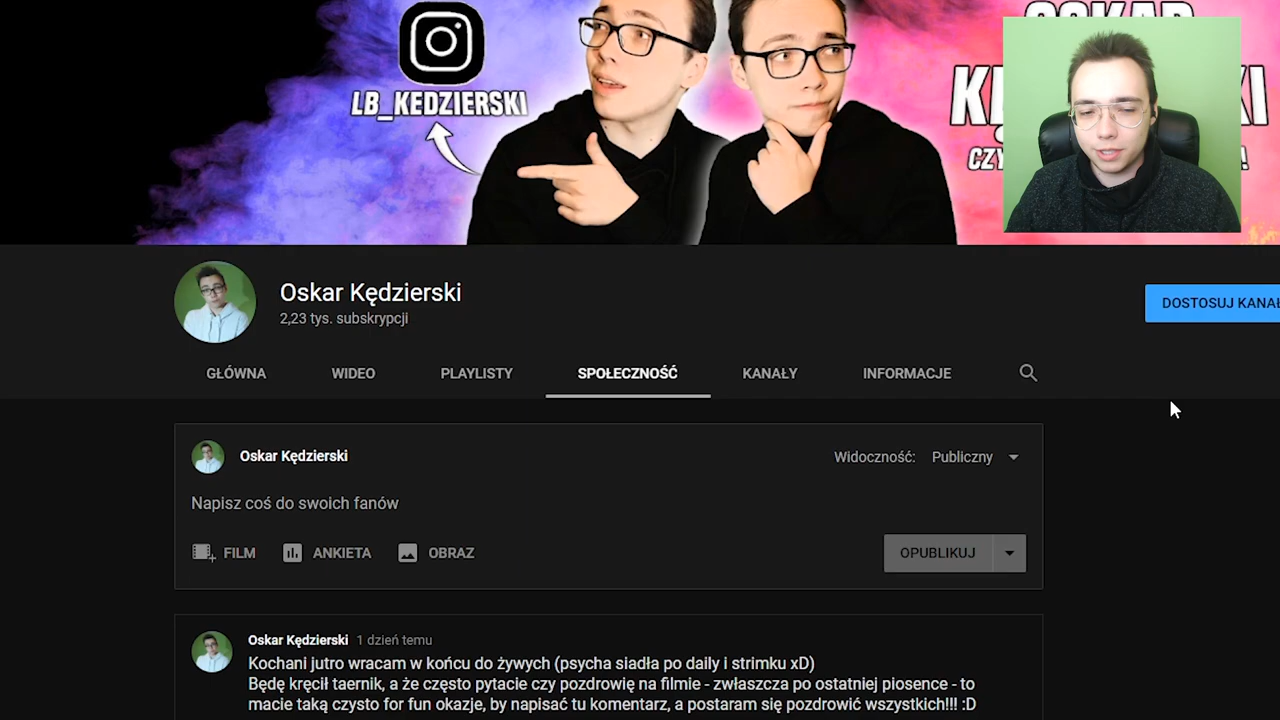 LB_KEDZIERSKI
Oskar Kędzierski
2,23 tys. subskrypcji
DOSTOSUJ KANAŁ
GŁÓWNA
WIDEO
PLAYLISTY
SPOŁECZNOŚĆ
KANAŁY
INFORMACJE
Oskar Kędzierski
Widoczność: Publiczny
Napisz coś do swoich fanów
FILM
ANKIETA
OBRAZ
OPUBLIKUJ
Oskar Kędzierski 1 dzień temu
Kochani jutro wracam w końcu do żywych (psycha siadła po daily i strimku xD)
Będę kręcił taernik, a że często pytacie czy pozdrowię na filmie - zwłaszcza po ostatniej piosence - to
macie taką czysto for fun okazje, by napisać tu komentarz, a postaram się pozdrowić wszystkich!!! :D